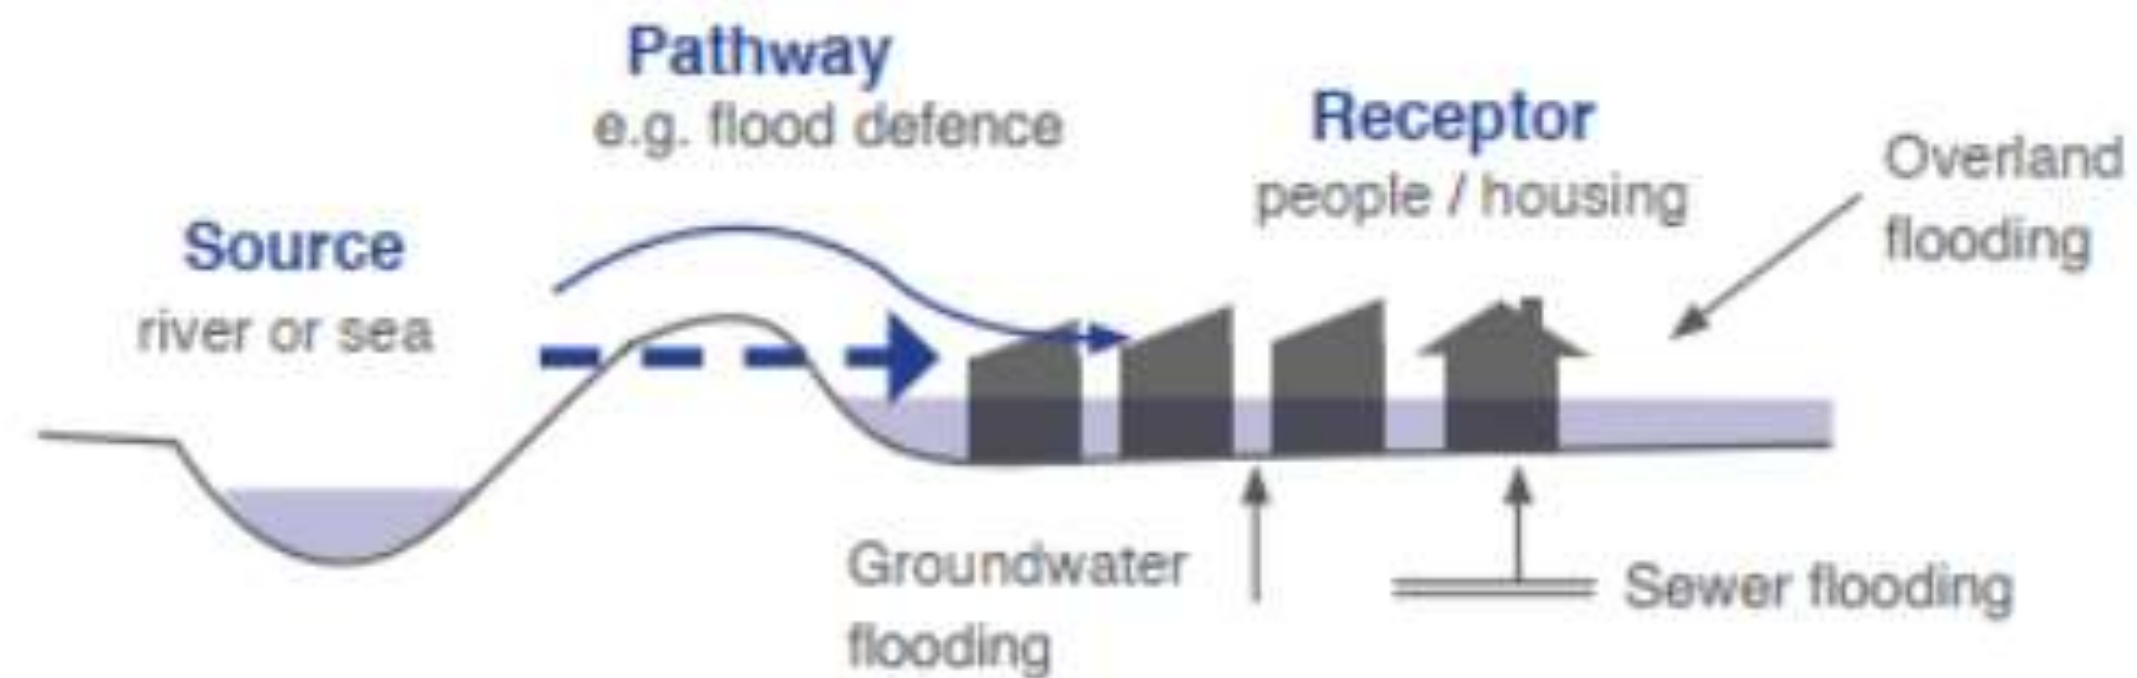 Pathway
e.g. flood defence
Receptor
people / housing
Overland
flooding
Source
river or sea
Groundwater
flooding
Sewer flooding